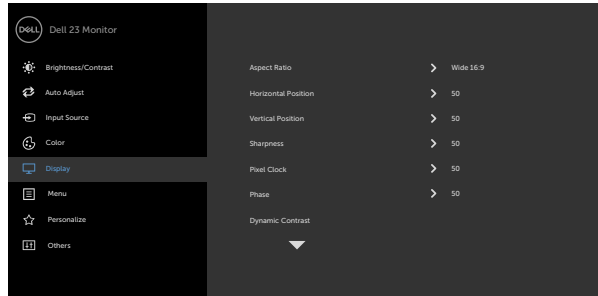 DELL Dell 23 Monitor
Brightness/Contrast
Auto Adjust
Input Source
Color
Display
Menu
Personalize
Others
Aspect Ratio Wide 16:9
Horizontal Position 50
Vertical Position 50
Sharpness 50
Pixel Clock 50
Phase 50
Dynamic Contrast